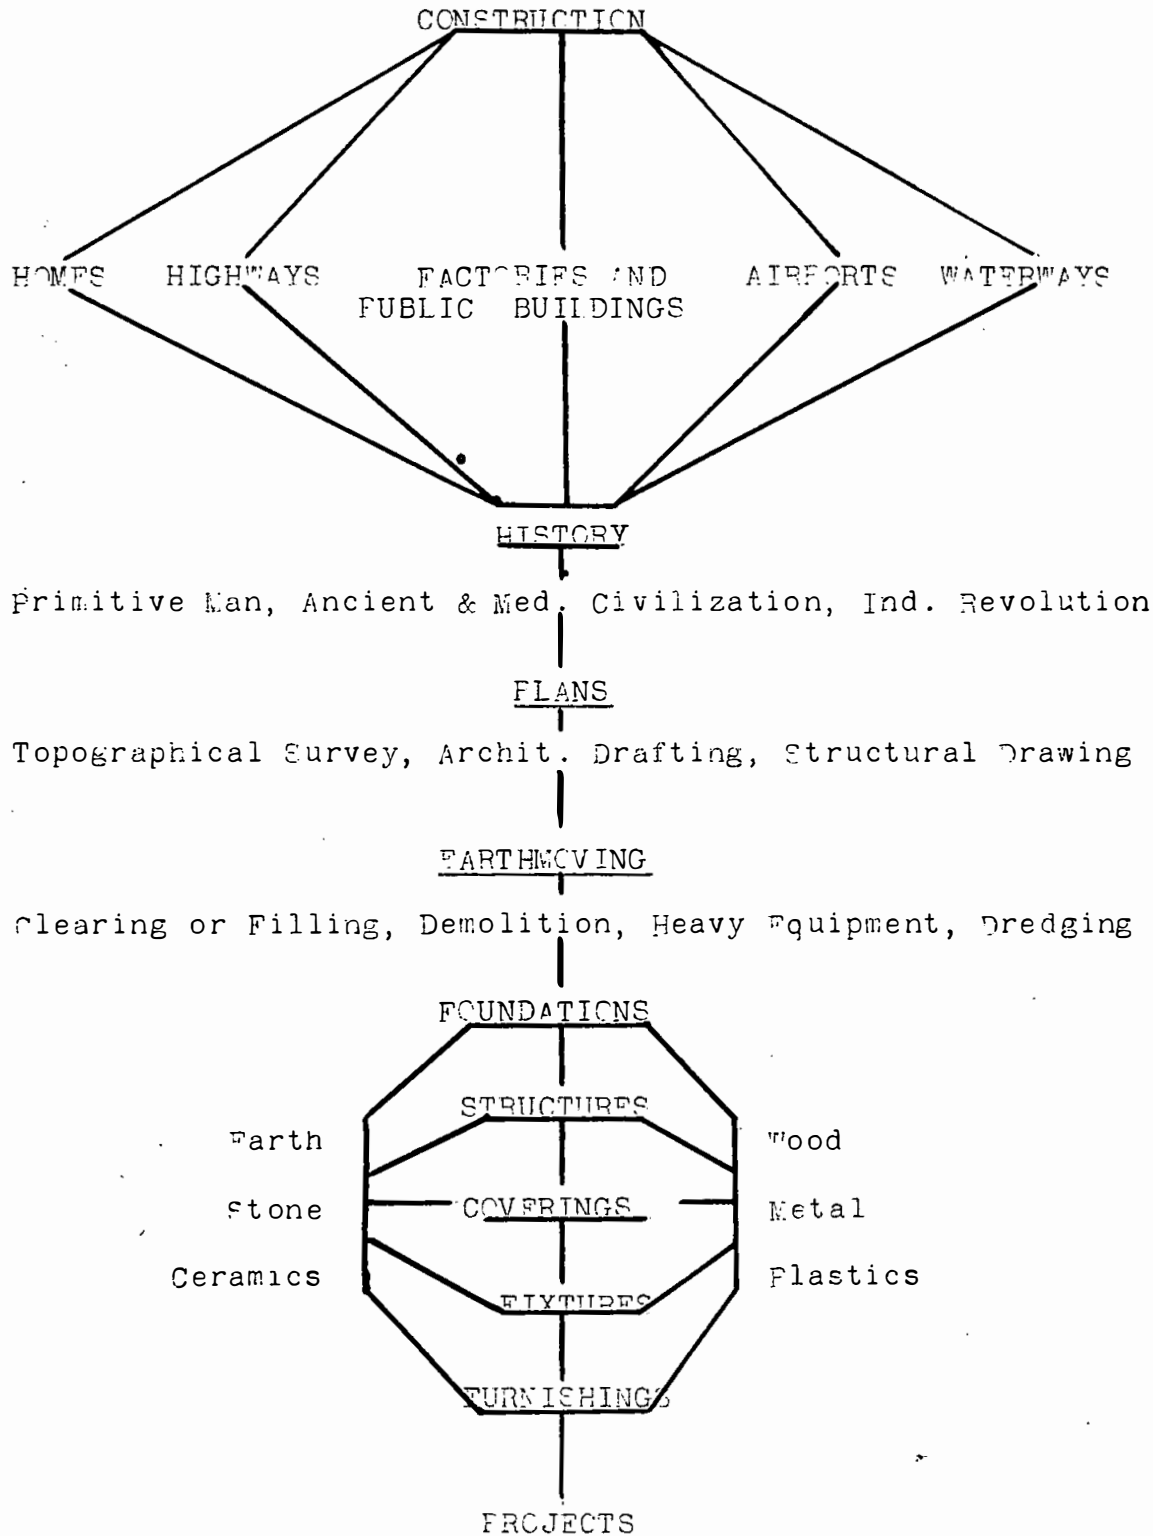 CONSTRUCTION
HOMES HIGHWAYS FACTORIES AND AIRPORTS WATERWAYS
PUBLIC BUILDINGS
HISTORY
Primitive Man, Ancient & Med. Civilization, Ind. Revolution
PLANS
Topographical Survey, Archit. Drafting, Structural Drawing
EARTHMOVING
Clearing or Filling, Demolition, Heavy Equipment, Dredging
FOUNDATIONS
STRUCTURES
Earth Wood
Stone COVERINGS Metal
Ceramics Plastics
FIXTURES
FURNISHINGS
PROJECTS